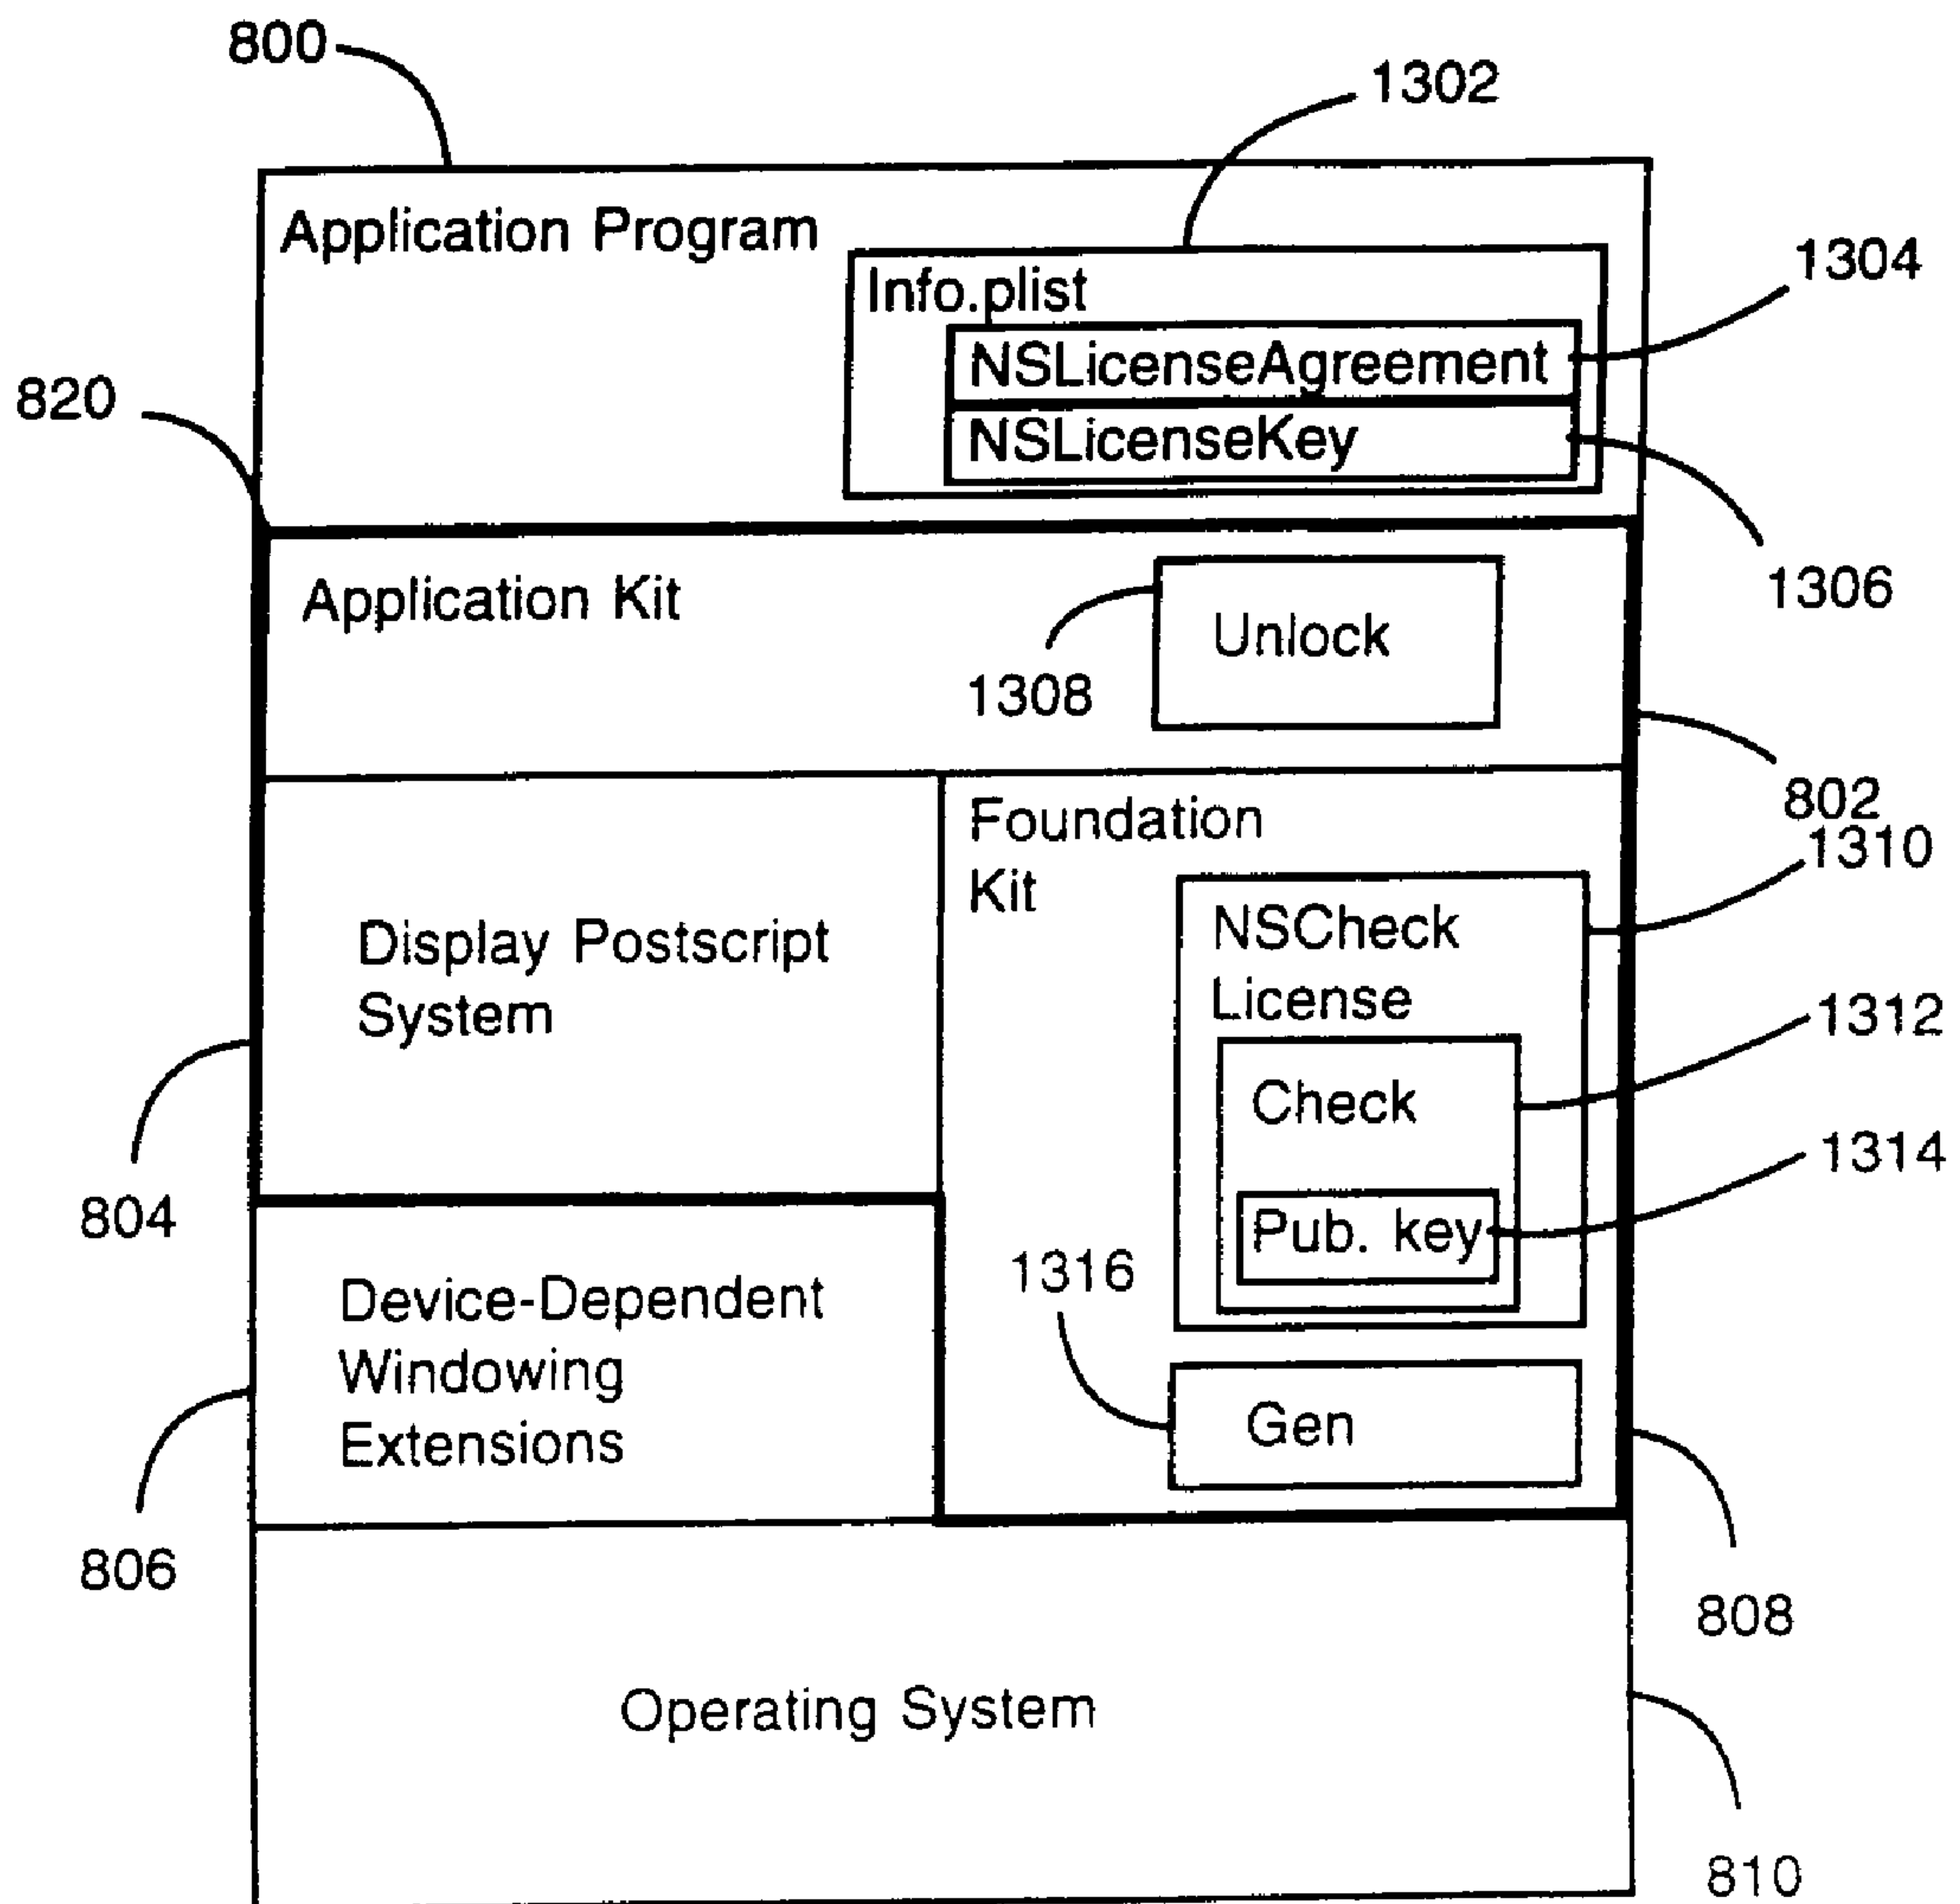 800
1302
Application Program
1304
Info.plist
NSLicenseAgreement
820
NSLicenseKey
1306
Application Kit
Unlock
1308
802
Foundation
Kit
1310
NSCheck
License
Display Postscript
System
1312
Check
1314
804
Pub. key
1316
Device-Dependent
Windowing
Extensions
Gen
806
808
Operating System
810